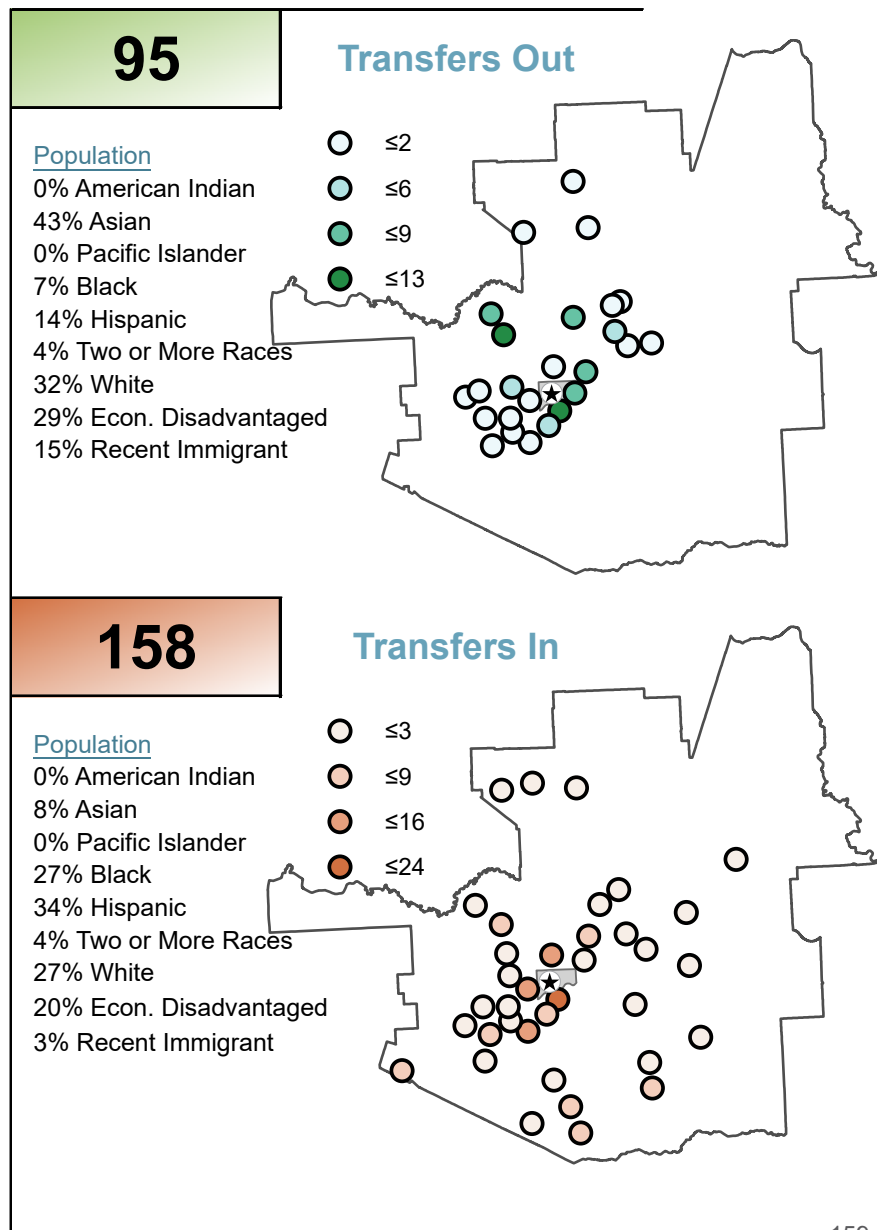 95
Transfers Out
Population
0% American Indian
43% Asian
0% Pacific Islander
7% Black
14% Hispanic
4% Two or More Races
32% White
29% Econ. Disadvantaged
15% Recent Immigrant
≤2
≤6
≤9
≤13
158
Transfers In
Population
0% American Indian
8% Asian
0% Pacific Islander
27% Black
34% Hispanic
4% Two or More Races
27% White
20% Econ. Disadvantaged
3% Recent Immigrant
≤3
≤9
≤16
≤24